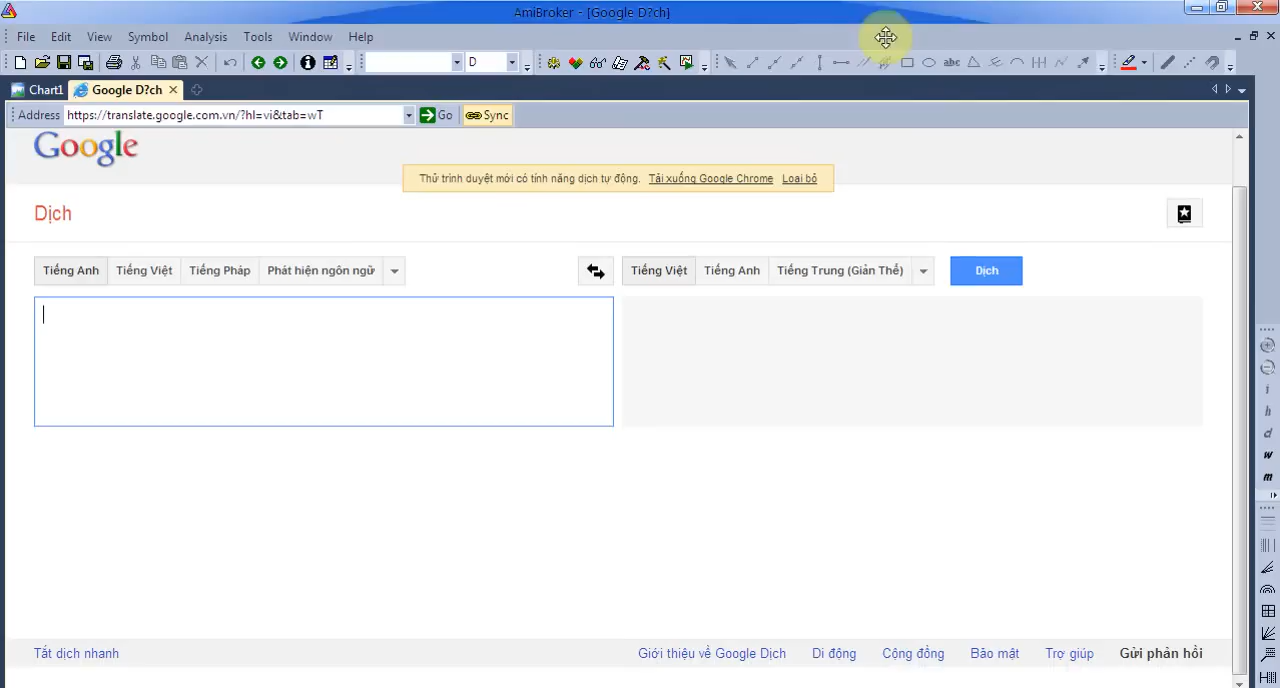 AmiBroker - [Google D?ch]
File Edit View Symbol Analysis Tools Window Help
D
abc
Chart1 Google D?ch
Address https://translate.google.com.vn/?hl=vi&tab=wT Go Sync
Google
Thử trình duyệt mới có tính năng dịch tự động. Tải xuống Google Chrome Loại bỏ
Dịch
Tiếng Anh Tiếng Việt Tiếng Pháp Phát hiện ngôn ngữ Tiếng Việt Tiếng Anh Tiếng Trung (Giản Thể) Dịch
i
h
d
w
m
Tắt dịch nhanh Giới thiệu về Google Dịch Di động Cộng đồng Bảo mật Trợ giúp Gửi phản hồi